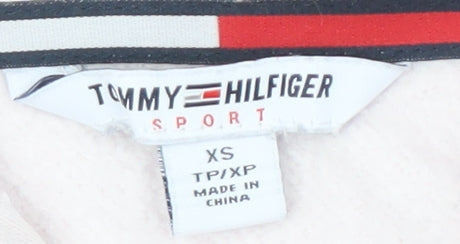 TOMMY HILFIGER
SPORT
XS
TP/XP
MADE IN
CHINA